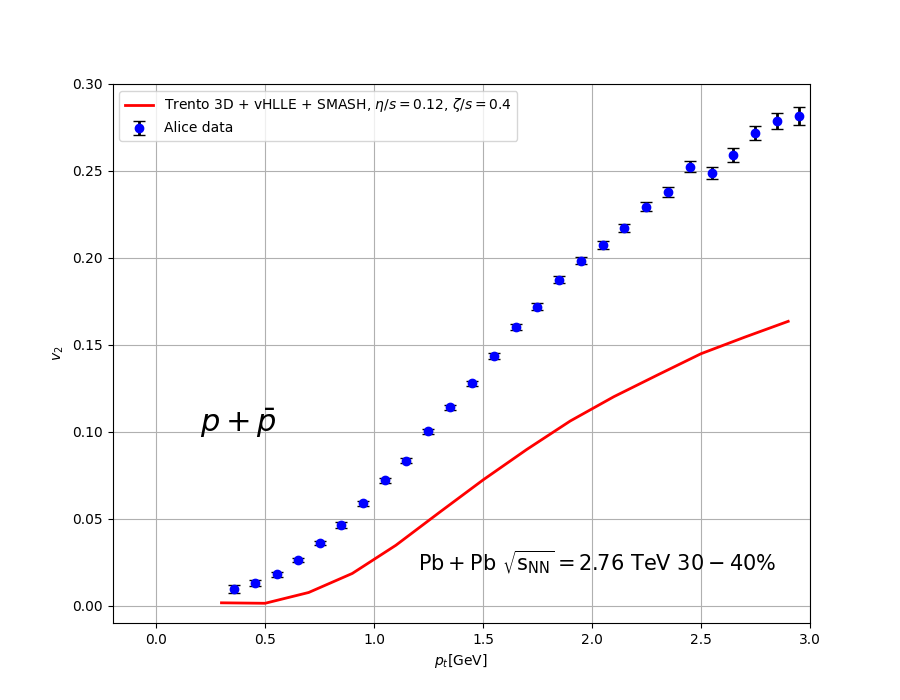 Trento 3D + vHLLE + SMASH, η/s = 0.12, ζ/s = 0.4
Alice data
0.30
0.25
0.20
0.15
0.10
0.05
0.00
v₂
p + p̄
Pb + Pb √sNN = 2.76 TeV 30 − 40%
0.0 0.5 1.0 1.5 2.0 2.5 3.0
pₜ[GeV]